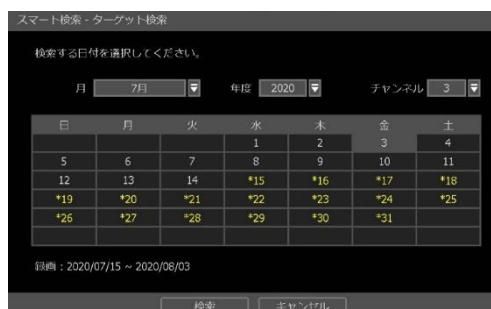 スマート検索 - ターゲット検索
検索する日付を選択してください。
月 7月 年度 2020 チャンネル 3
日 月 火 水 木 金 土
1 2 3 4
5 6 7 8 9 10 11
12 13 14 *15 *16 *17 *18
*19 *20 *21 *22 *23 *24 *25
*26 *27 *28 *29 *30 *31
録画 : 2020/07/15 ~ 2020/08/03
検索 キャンセル